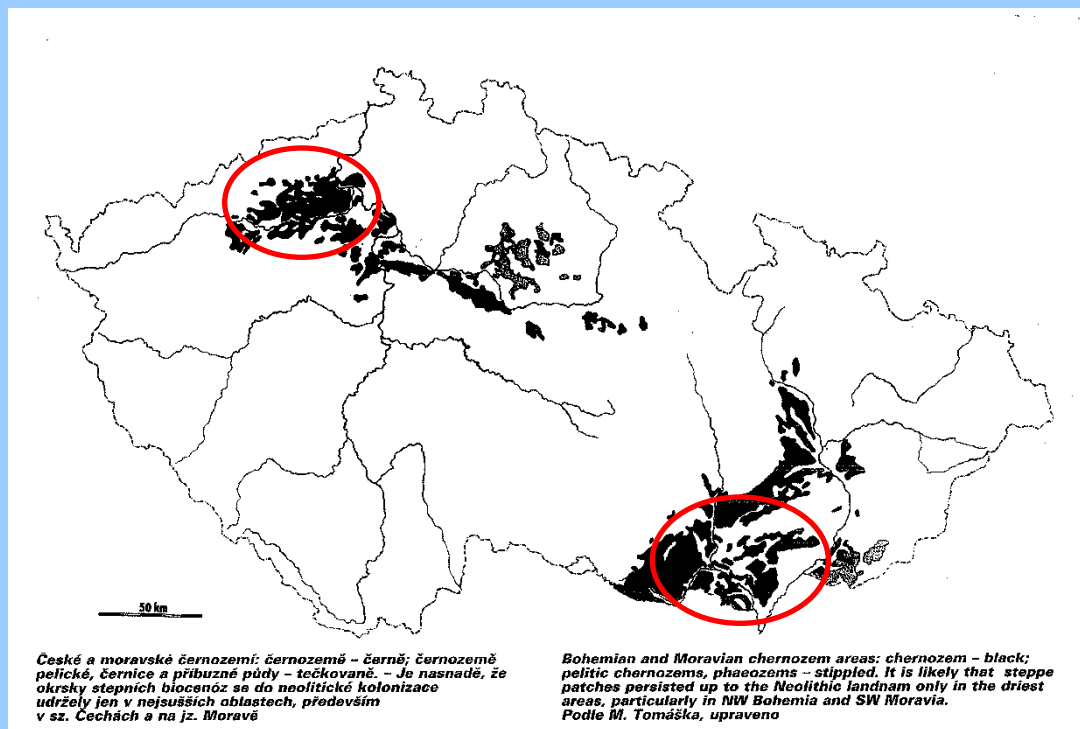 50 km
České a moravské černozemí: černozemě – černě; černozemě
pelické, černice a příbuzné půdy – tečkovaně. – Je nasnadě, že
okrsky stepních biocenóz se do neolitické kolonizace
udržely jen v nejsušších oblastech, především
v sz. Čechách a na jz. Moravě
Bohemian and Moravian chernozem areas: chernozem – black;
pelitic chernozems, phaeozems – stippled. It is likely that steppe
patches persisted up to the Neolithic landnam only in the driest
areas, particularly in NW Bohemia and SW Moravia.
Podle M. Tomáška, upraveno